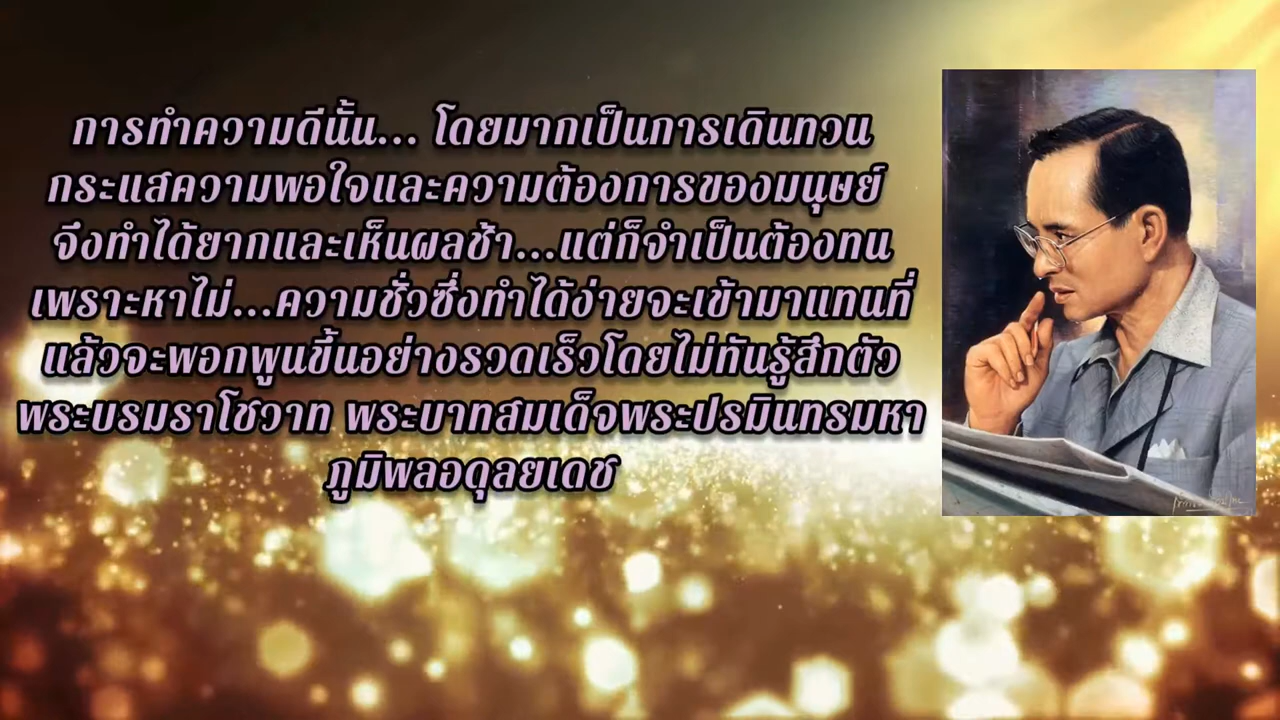 การทำความดีนั้น... โดยมากเป็นการเดินทวน
กระแสความพอใจและความต้องการของมนุษย์
จึงทำได้ยากและเห็นผลช้า...แต่ก็จำเป็นต้องทน
เพราะหาไม่...ความชั่วซึ่งทำได้ง่ายจะเข้ามาแทนที่
แล้วจะพอกพูนขึ้นอย่างรวดเร็วโดยไม่ทันรู้สึกตัว
พระบรมราโชวาท พระบาทสมเด็จพระปรมินทรมหา
ภูมิพลอดุลยเดช